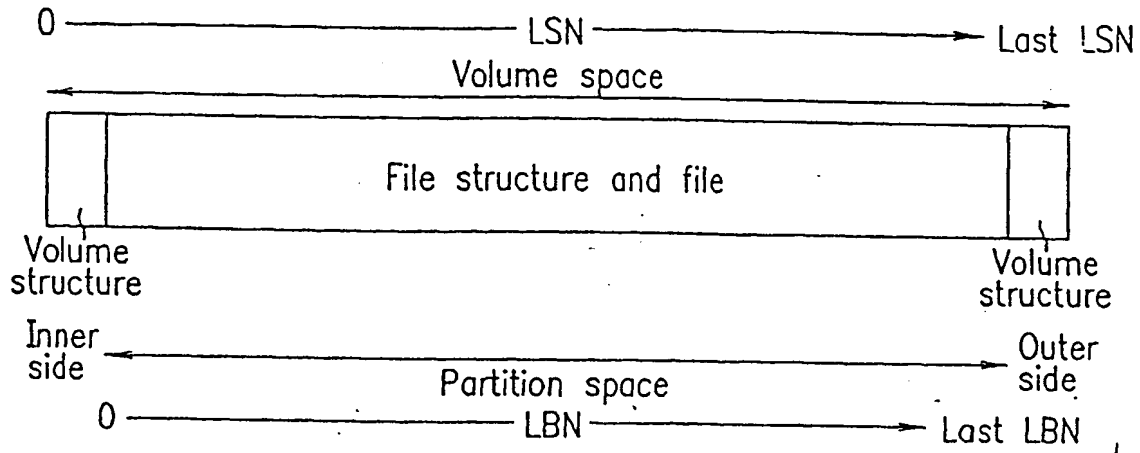 0 LSN Last LSN
Volume space
File structure and file
Volume
structure
Volume
structure
Inner
side
Outer
side
Partition space
0 LBN Last LBN